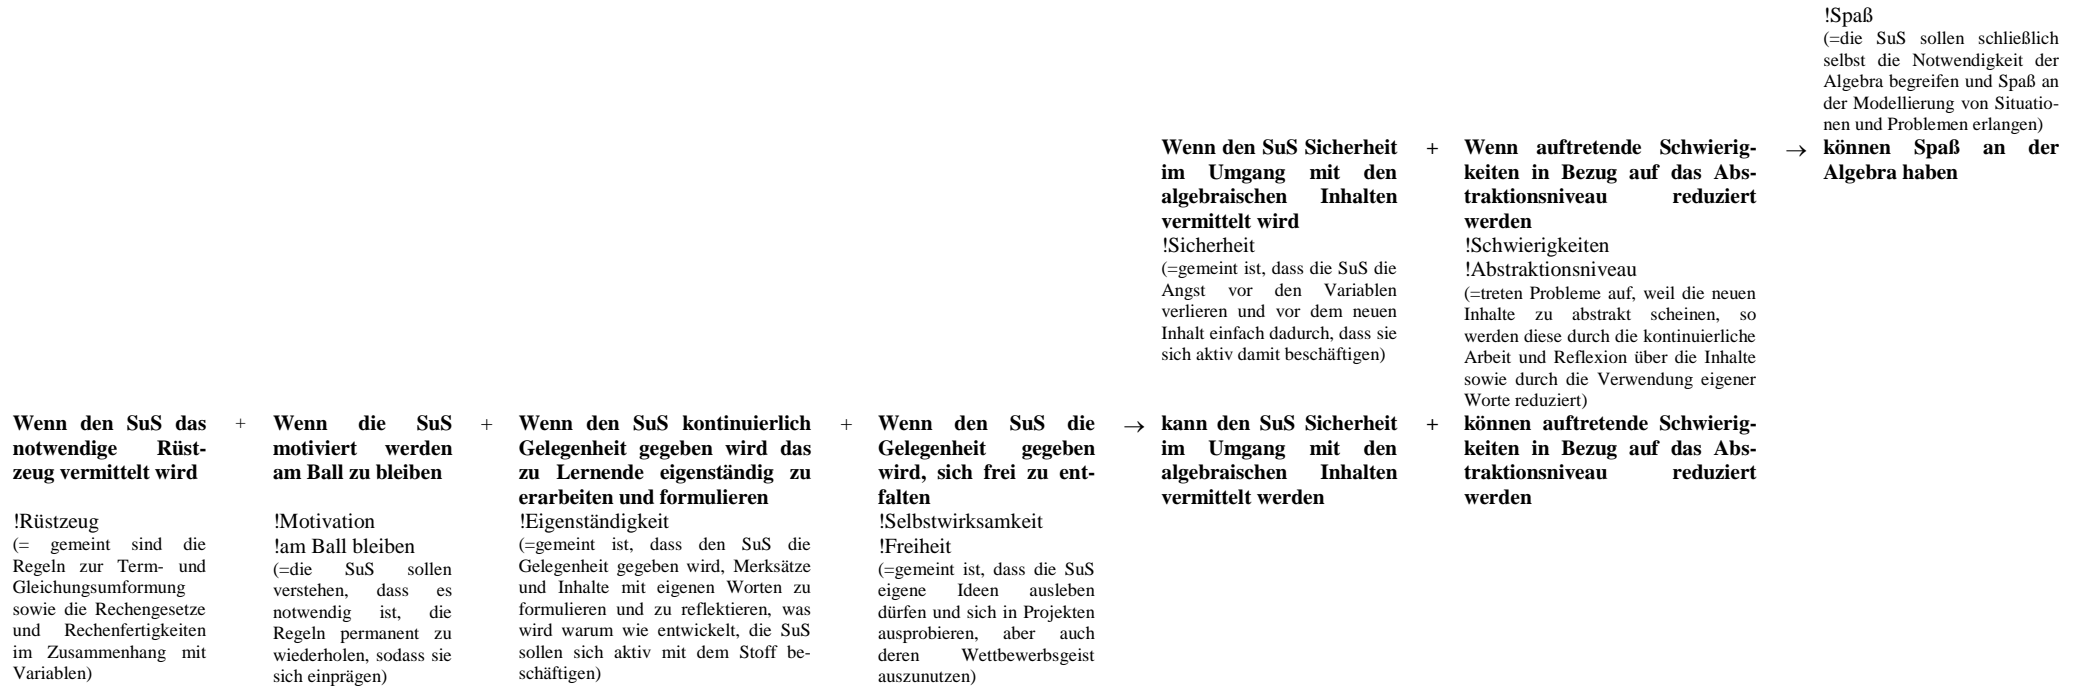 !Spaß
(=die SuS sollen schließlich
selbst die Notwendigkeit der
Algebra begreifen und Spaß an
der Modellierung von Situatio-
nen und Problemen erlangen)
Wenn den SuS Sicherheit
im Umgang mit den
algebraischen Inhalten
vermittelt wird
!Sicherheit
(=gemeint ist, dass die SuS die
Angst vor den Variablen
verlieren und vor dem neuen
Inhalt einfach dadurch, dass sie
sich aktiv damit beschäftigen)
+
Wenn auftretende Schwierig-
keiten in Bezug auf das Abs-
traktionsniveau reduziert
werden
!Schwierigkeiten
!Abstraktionsniveau
(=treten Probleme auf, weil die neuen
Inhalte zu abstrakt scheinen, so
werden diese durch die kontinuierliche
Arbeit und Reflexion über die Inhalte
sowie durch die Verwendung eigener
Worte reduziert)
→
können Spaß an der
Algebra haben
Wenn den SuS das
notwendige Rüst-
zeug vermittelt wird
!Rüstzeug
(= gemeint sind die
Regeln zur Term- und
Gleichungsumformung
sowie die Rechengesetze
und Rechenfertigkeiten
im Zusammenhang mit
Variablen)
+
Wenn die SuS
motiviert werden
am Ball zu bleiben
!Motivation
!am Ball bleiben
(=die SuS sollen
verstehen, dass es
notwendig ist, die
Regeln permanent zu
wiederholen, sodass sie
sich einprägen)
+
Wenn den SuS kontinuierlich
Gelegenheit gegeben wird das
zu Lernende eigenständig zu
erarbeiten und formulieren
!Eigenständigkeit
(=gemeint ist, dass den SuS die
Gelegenheit gegeben wird, Merksätze
und Inhalte mit eigenen Worten zu
formulieren und zu reflektieren, was
wird warum wie entwickelt, die SuS
sollen sich aktiv mit dem Stoff be-
schäftigen)
+
Wenn den SuS die
Gelegenheit gegeben
wird, sich frei zu ent-
falten
!Selbstwirksamkeit
!Freiheit
(=gemeint ist, dass die SuS
eigene Ideen ausleben
dürfen und sich in Projekten
ausprobieren, aber auch
deren Wettbewerbsgeist
auszunutzen)
→
kann den SuS Sicherheit
im Umgang mit den
algebraischen Inhalten
vermittelt werden
+
können auftretende Schwierig-
keiten in Bezug auf das Abs-
traktionsniveau reduziert
werden